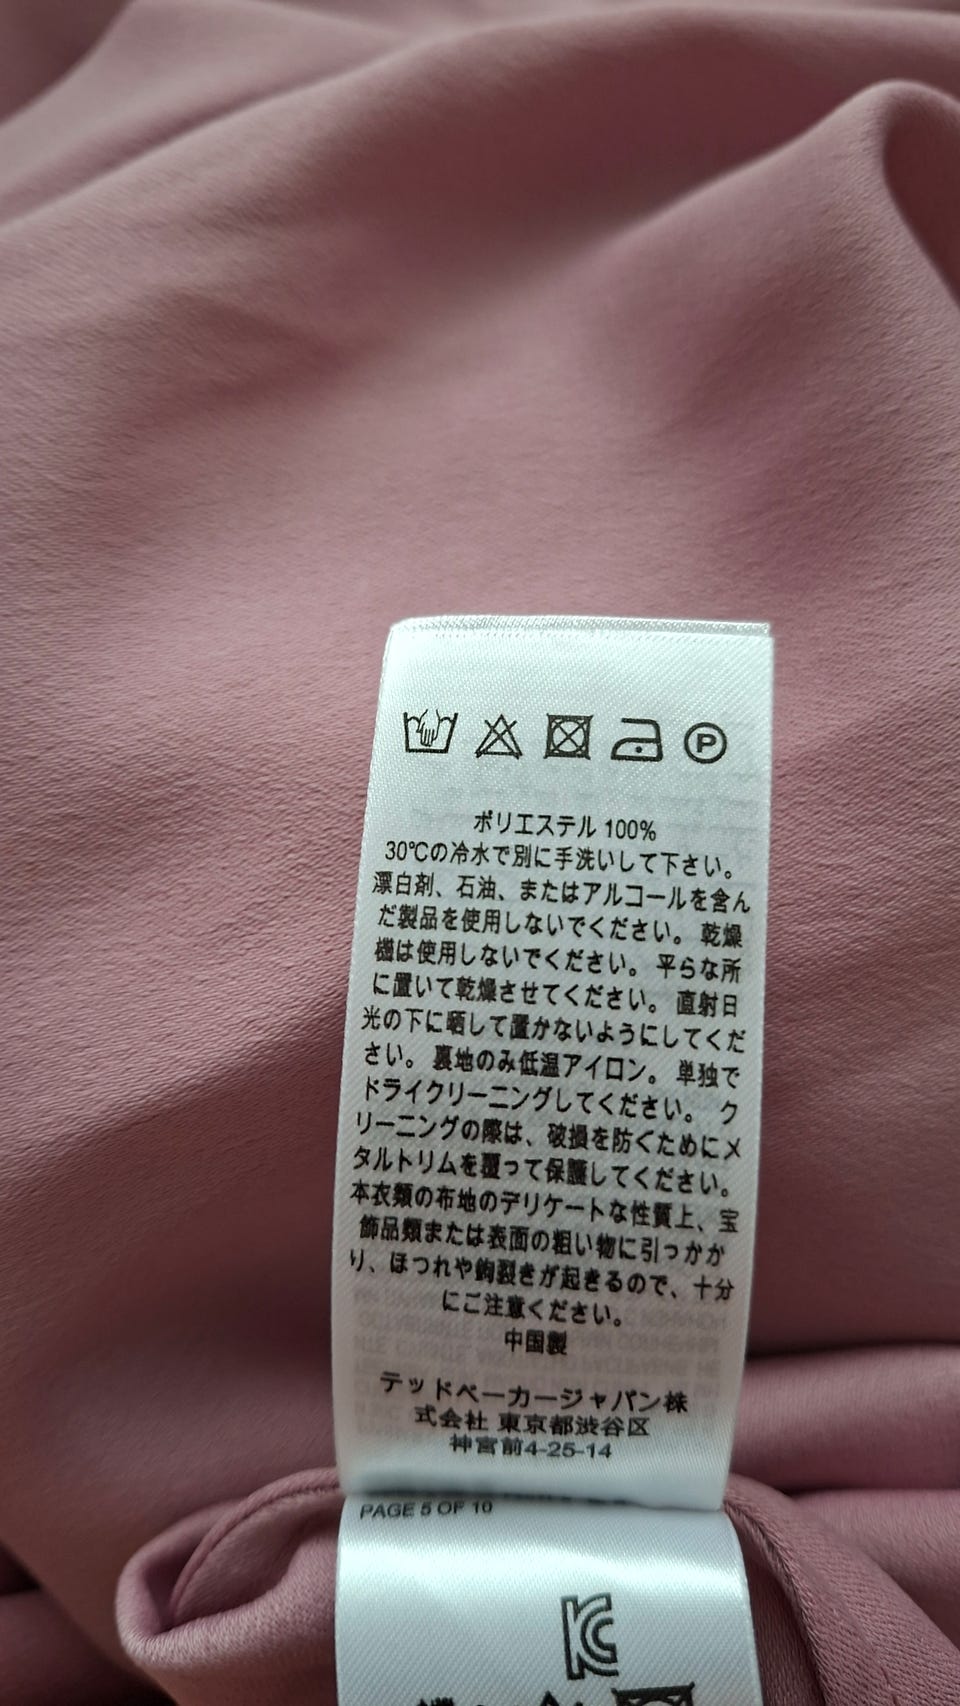 P
ポリエステル 100%
30℃の冷水で別に手洗いして下さい。
漂白剤、石油、またはアルコールを含ん
だ製品を使用しないでください。 乾燥
機は使用しないでください。 平らな所
に置いて乾燥させてください。 直射日
光の下に晒して置かないようにしてくだ
さい。 裏地のみ低温アイロン。 単独で
ドライクリーニングしてください。 ク
リーニングの際は、破損を防ぐためにメ
タルトリムを覆って保護してください。
本衣類の布地のデリケートな性質上、宝
飾品類または表面の粗い物に引っかか
り、ほつれや鉤裂きが起きるので、十分
にご注意ください。
中国製
テッドベーカージャパン株
式会社 東京都渋谷区
神宮前4-25-14
PAGE 5 OF 10
KC